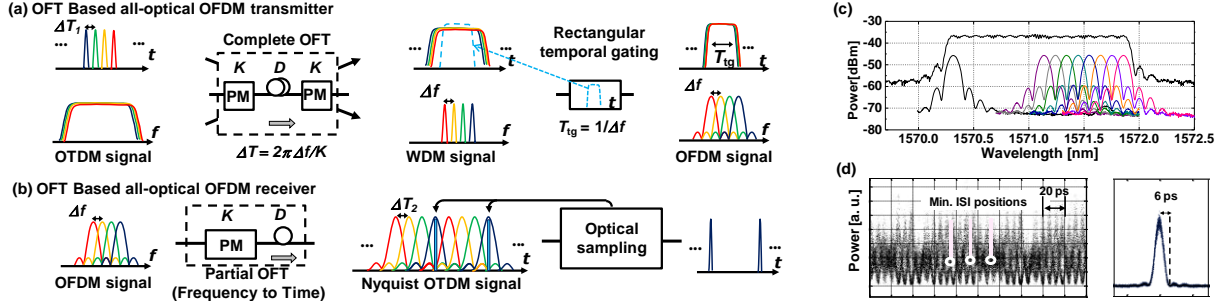 (a) OFT Based all-optical OFDM transmitter
ΔT1
...
...
t
f
OTDM signal
Complete OFT
K D K
PM
PM
ΔT = 2πΔf/K
...
...
t
Δf
f
WDM signal
Rectangular
temporal gating
t
Ttg = 1/Δf
...
...
Ttg
t
Δf
f
OFDM signal
(b) OFT Based all-optical OFDM receiver
Δf
f
OFDM signal
K D
PM
Partial OFT
(Frequency to Time)
ΔT2
...
...
t
Nyquist OTDM signal
Optical
sampling
...
...
t
(c)
Power[dBm]
-30
-40
-50
-60
-70
-80
1570.0 1570.5 1571.0 1571.5 1572.0 1572.5
Wavelength [nm]
(d)
Power [a. u.]
Min. ISI positions
20 ps
6 ps